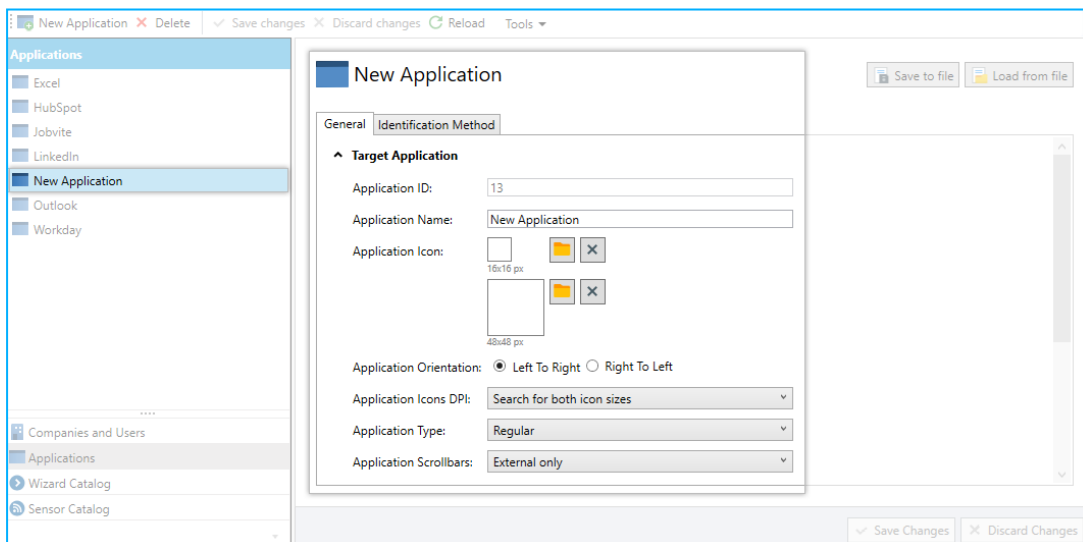 New Application Delete Save changes Discard changes Reload Tools
Applications
Excel
HubSpot
Jobvite
LinkedIn
New Application
Outlook
Workday
Companies and Users
Applications
Wizard Catalog
Sensor Catalog
New Application
Save to file Load from file
General Identification Method
Target Application
Application ID: 13
Application Name: New Application
Application Icon:
16x16 px
48x48 px
Application Orientation: Left To Right Right To Left
Application Icons DPI: Search for both icon sizes
Application Type: Regular
Application Scrollbars: External only
Save Changes Discard Changes